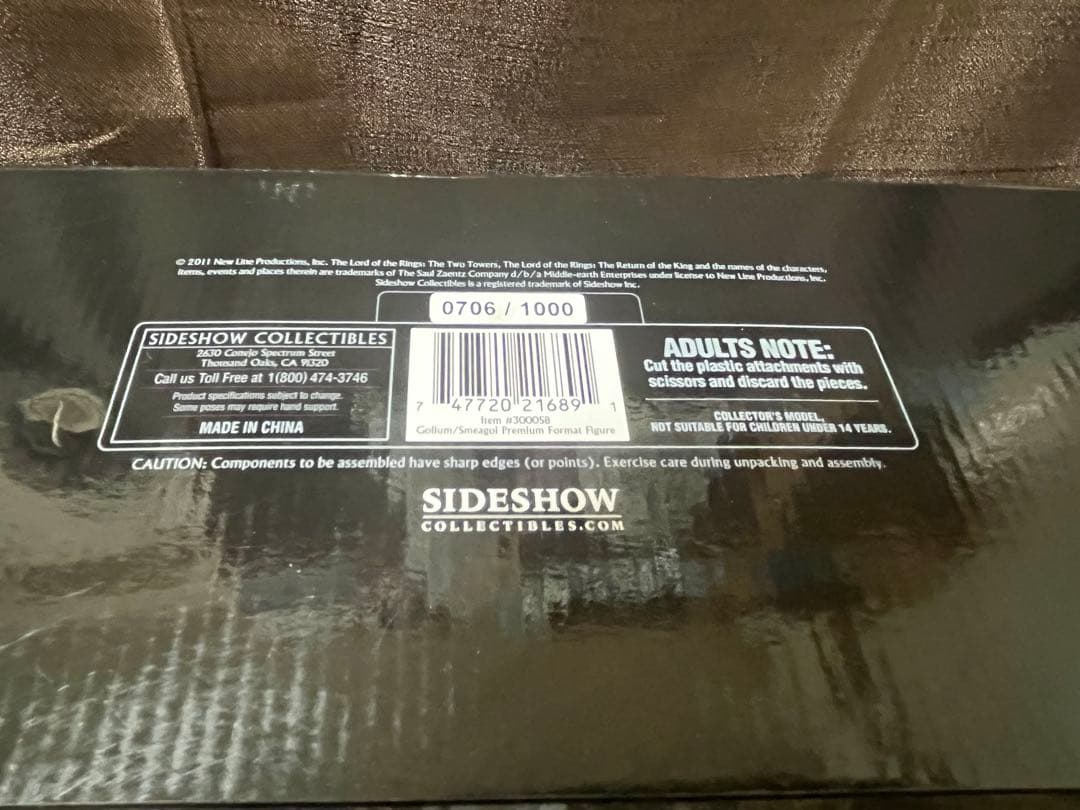 © 2011 New Line Productions, Inc. The Lord of the Rings: The Two Towers, The Lord of the Rings: The Return of the King and the names of the characters,
items, events and places therein are trademarks of The Saul Zaentz Company d/b/a Middle-earth Enterprises under license to New Line Productions, Inc.
Sideshow Collectibles is a registered trademark of Sideshow Inc.
0706 / 1000
SIDESHOW COLLECTIBLES
2630 Conejo Spectrum Street
Thousand Oaks, CA 91320
Call us Toll Free at 1(800) 474-3746
Product specifications subject to change.
Some poses may require hand support.
MADE IN CHINA
7 47720 21689 1
Item #300058
Gollum/Smeagol Premium Format Figure
ADULTS NOTE:
Cut the plastic attachments with
scissors and discard the pieces.
COLLECTOR'S MODEL,
NOT SUITABLE FOR CHILDREN UNDER 14 YEARS.
CAUTION: Components to be assembled have sharp edges (or points). Exercise care during unpacking and assembly.
SIDESHOW
COLLECTIBLES.COM